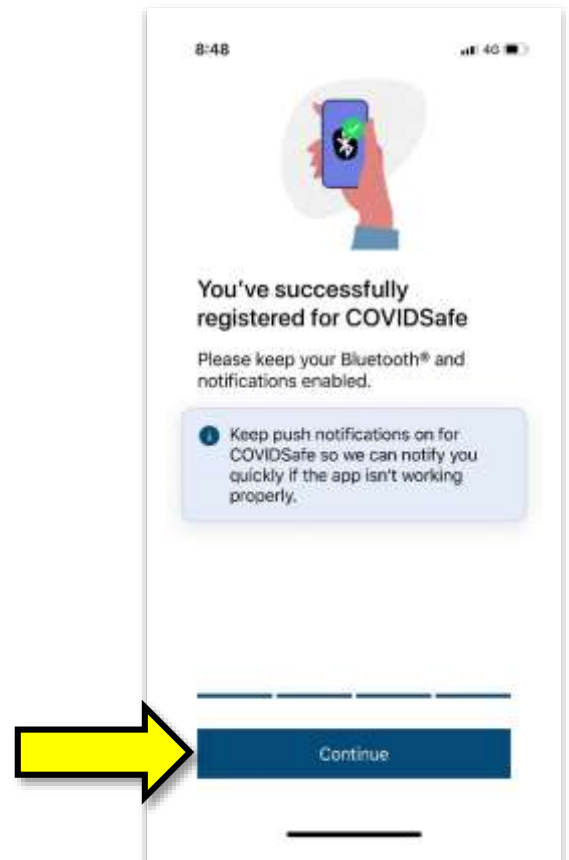 8:48
4G
You've successfully
registered for COVIDSafe
Please keep your Bluetooth® and
notifications enabled.
Keep push notifications on for
COVIDSafe so we can notify you
quickly if the app isn't working
properly.
Continue